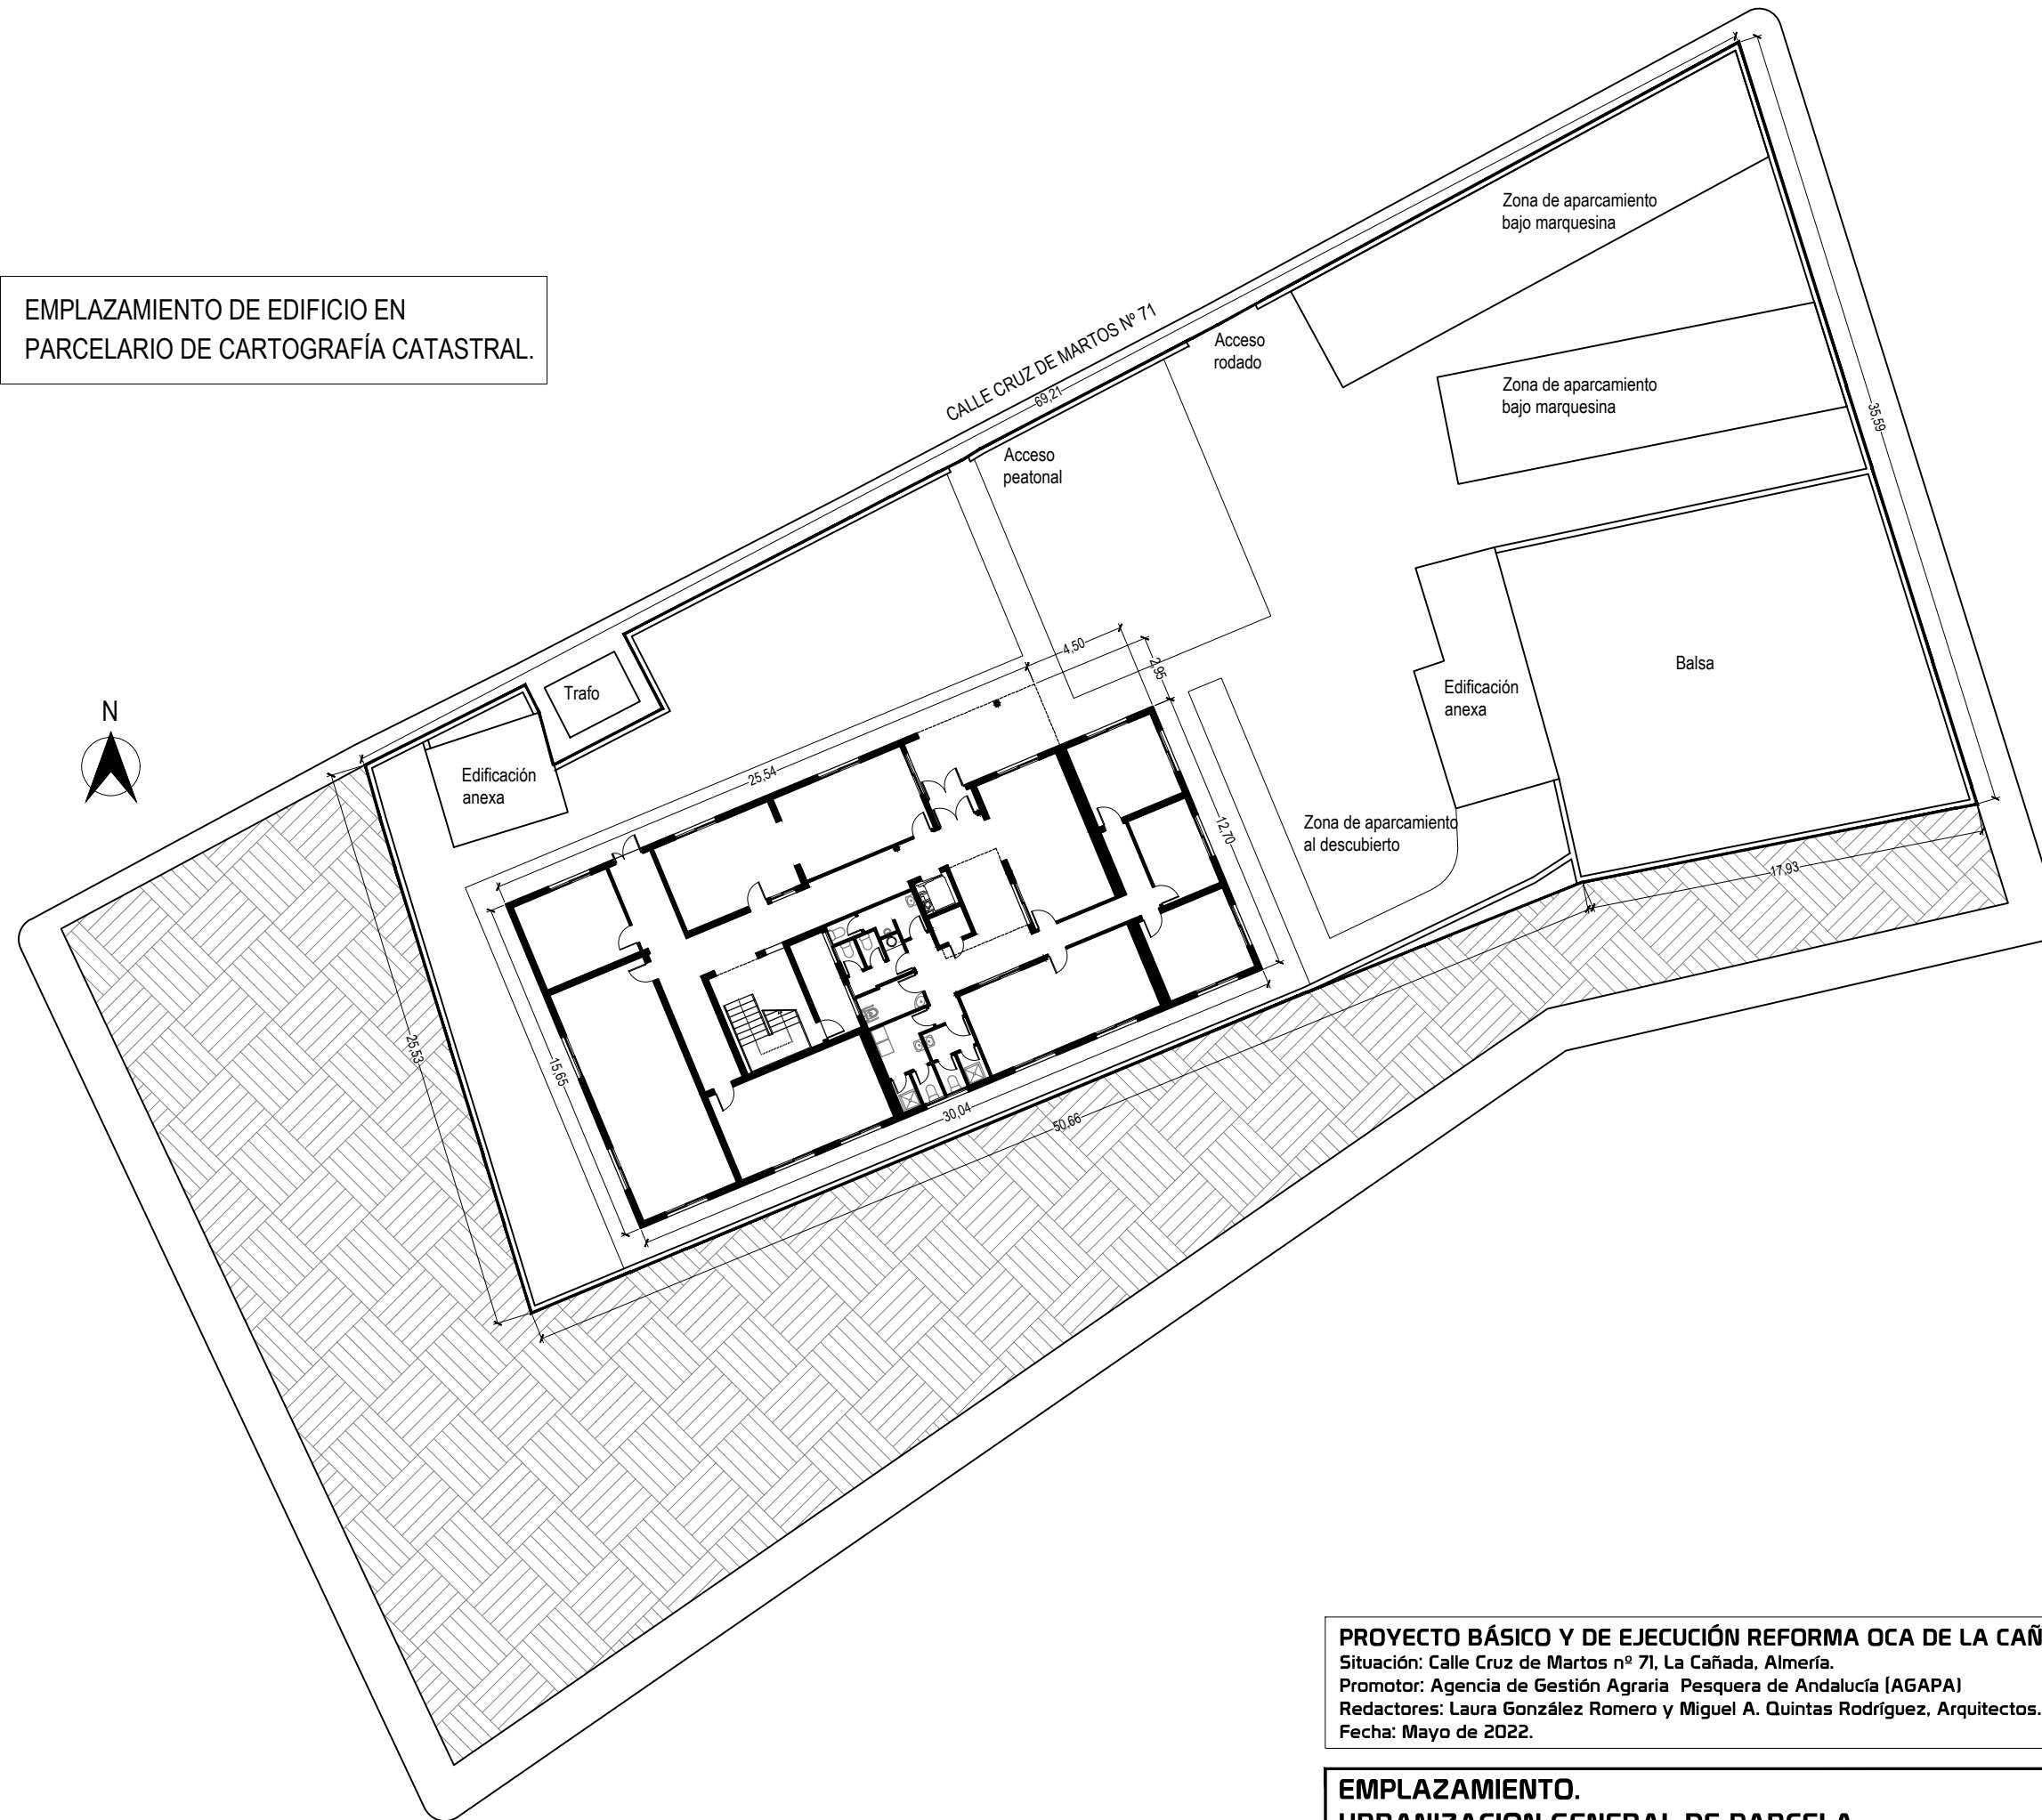 EMPLAZAMIENTO DE EDIFICIO EN
PARCELARIO DE CARTOGRAFÍA CATASTRAL.
N
CALLE CRUZ DE MARTOS Nº 71
69,21
Acceso
rodado
Acceso
peatonal
Zona de aparcamiento
bajo marquesina
Zona de aparcamiento
bajo marquesina
35,59
Trafo
Edificación
anexa
4,50
2,95
25,54
12,70
Edificación
anexa
Balsa
Zona de aparcamiento
al descubierto
17,93
25,53
15,65
30,04
50,66
PROYECTO BÁSICO Y DE EJECUCIÓN REFORMA OCA DE LA CAÑ
Situación: Calle Cruz de Martos nº 71, La Cañada, Almería.
Promotor: Agencia de Gestión Agraria Pesquera de Andalucía (AGAPA)
Redactores: Laura González Romero y Miguel A. Quintas Rodríguez, Arquitectos.
Fecha: Mayo de 2022.
EMPLAZAMIENTO.
URBANIZACION GENERAL DE PARCELA